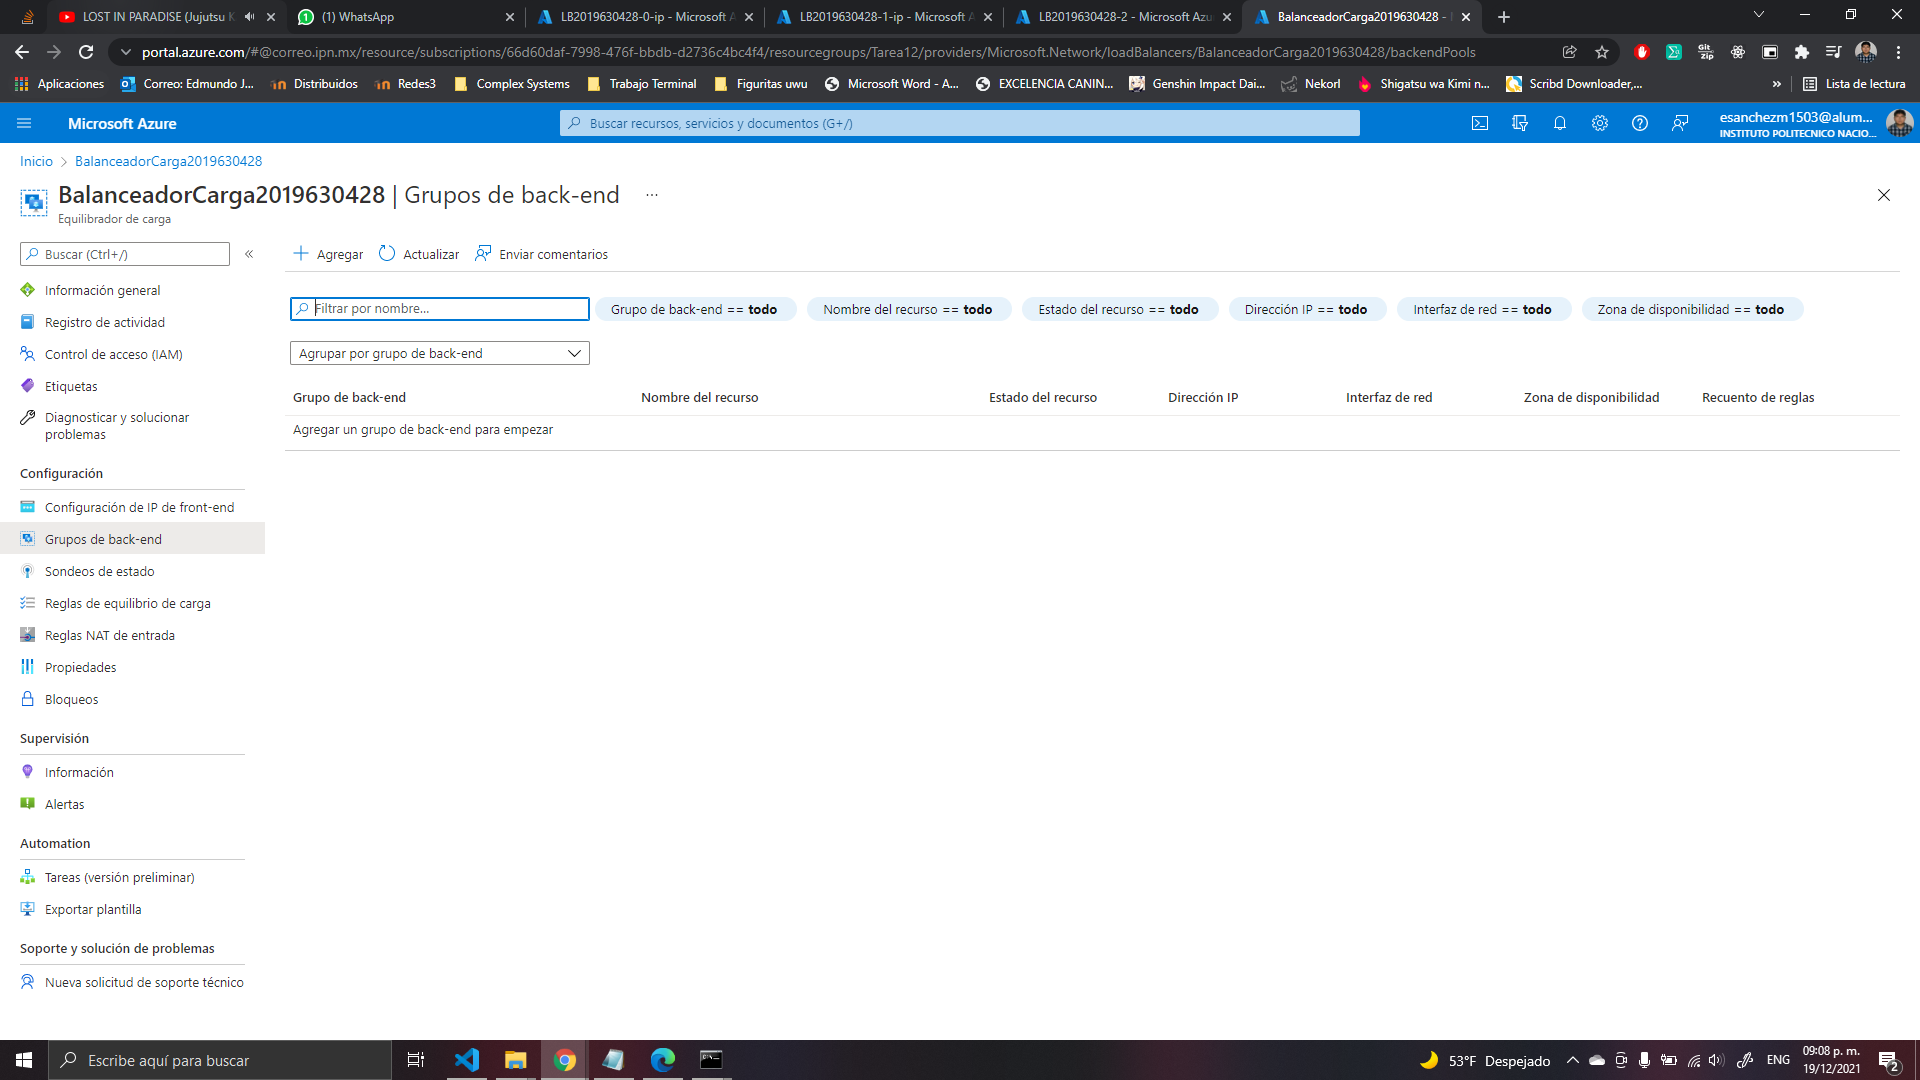 LOST IN PARADISE (Jujutsu K
(1) WhatsApp
LB2019630428-0-ip - Microsoft A
LB2019630428-1-ip - Microsoft A
LB2019630428-2 - Microsoft Azu
BalanceadorCarga2019630428 -
portal.azure.com/#@correo.ipn.mx/resource/subscriptions/66d60daf-7998-476f-bbdb-d2736c4bc4f4/resourcegroups/Tarea12/providers/Microsoft.Network/loadBalancers/BalanceadorCarga2019630428/backendPools
Aplicaciones
Correo: Edmundo J...
Distribuidos
Redes3
Complex Systems
Trabajo Terminal
Figuritas uwu
Microsoft Word - A...
EXCELENCIA CANIN...
Genshin Impact Dai...
Nekorl
Shigatsu wa Kimi n...
Scribd Downloader,...
»
Lista de lectura
Microsoft Azure
Buscar recursos, servicios y documentos (G+/)
esanchezm1503@alum...
INSTITUTO POLITECNICO NACIO...
Inicio > BalanceadorCarga2019630428
BalanceadorCarga2019630428 | Grupos de back-end ...
Equilibrador de carga
Buscar (Ctrl+/)
«
Agregar
Actualizar
Enviar comentarios
Información general
Registro de actividad
Control de acceso (IAM)
Etiquetas
Diagnosticar y solucionar
problemas
Configuración
Configuración de IP de front-end
Grupos de back-end
Sondeos de estado
Reglas de equilibrio de carga
Reglas NAT de entrada
Propiedades
Bloqueos
Supervisión
Información
Alertas
Automation
Tareas (versión preliminar)
Exportar plantilla
Soporte y solución de problemas
Nueva solicitud de soporte técnico
Filtrar por nombre...
Grupo de back-end == todo
Nombre del recurso == todo
Estado del recurso == todo
Dirección IP == todo
Interfaz de red == todo
Zona de disponibilidad == todo
Agrupar por grupo de back-end
Grupo de back-end
Nombre del recurso
Estado del recurso
Dirección IP
Interfaz de red
Zona de disponibilidad
Recuento de reglas
Agregar un grupo de back-end para empezar
Escribe aquí para buscar
53°F Despejado
ENG
09:08 p. m.
19/12/2021
2